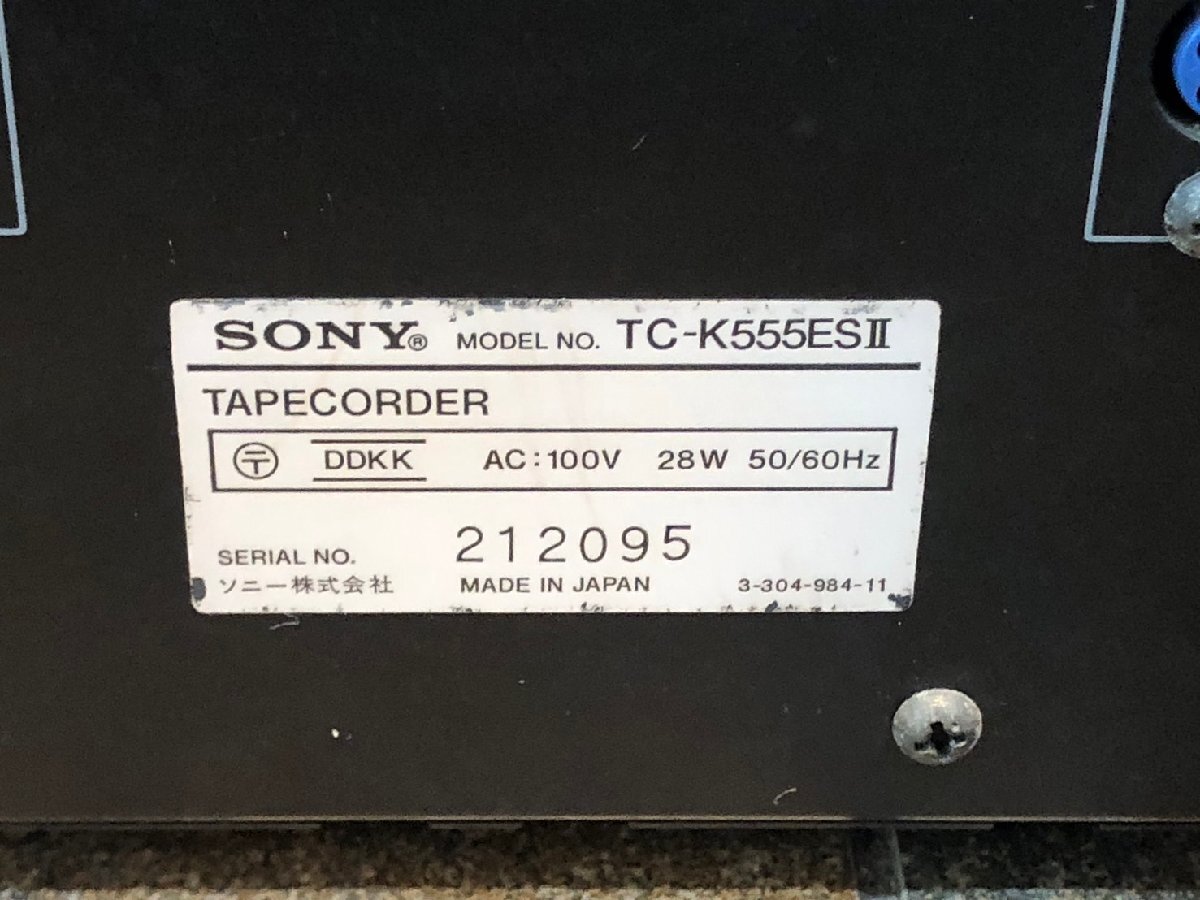 SONY® MODEL NO. TC-K555ESⅡ
TAPECORDER
〶 DDKK AC:100V 28W 50/60Hz
SERIAL NO. 212095
ソニー株式会社 MADE IN JAPAN 3-304-984-11